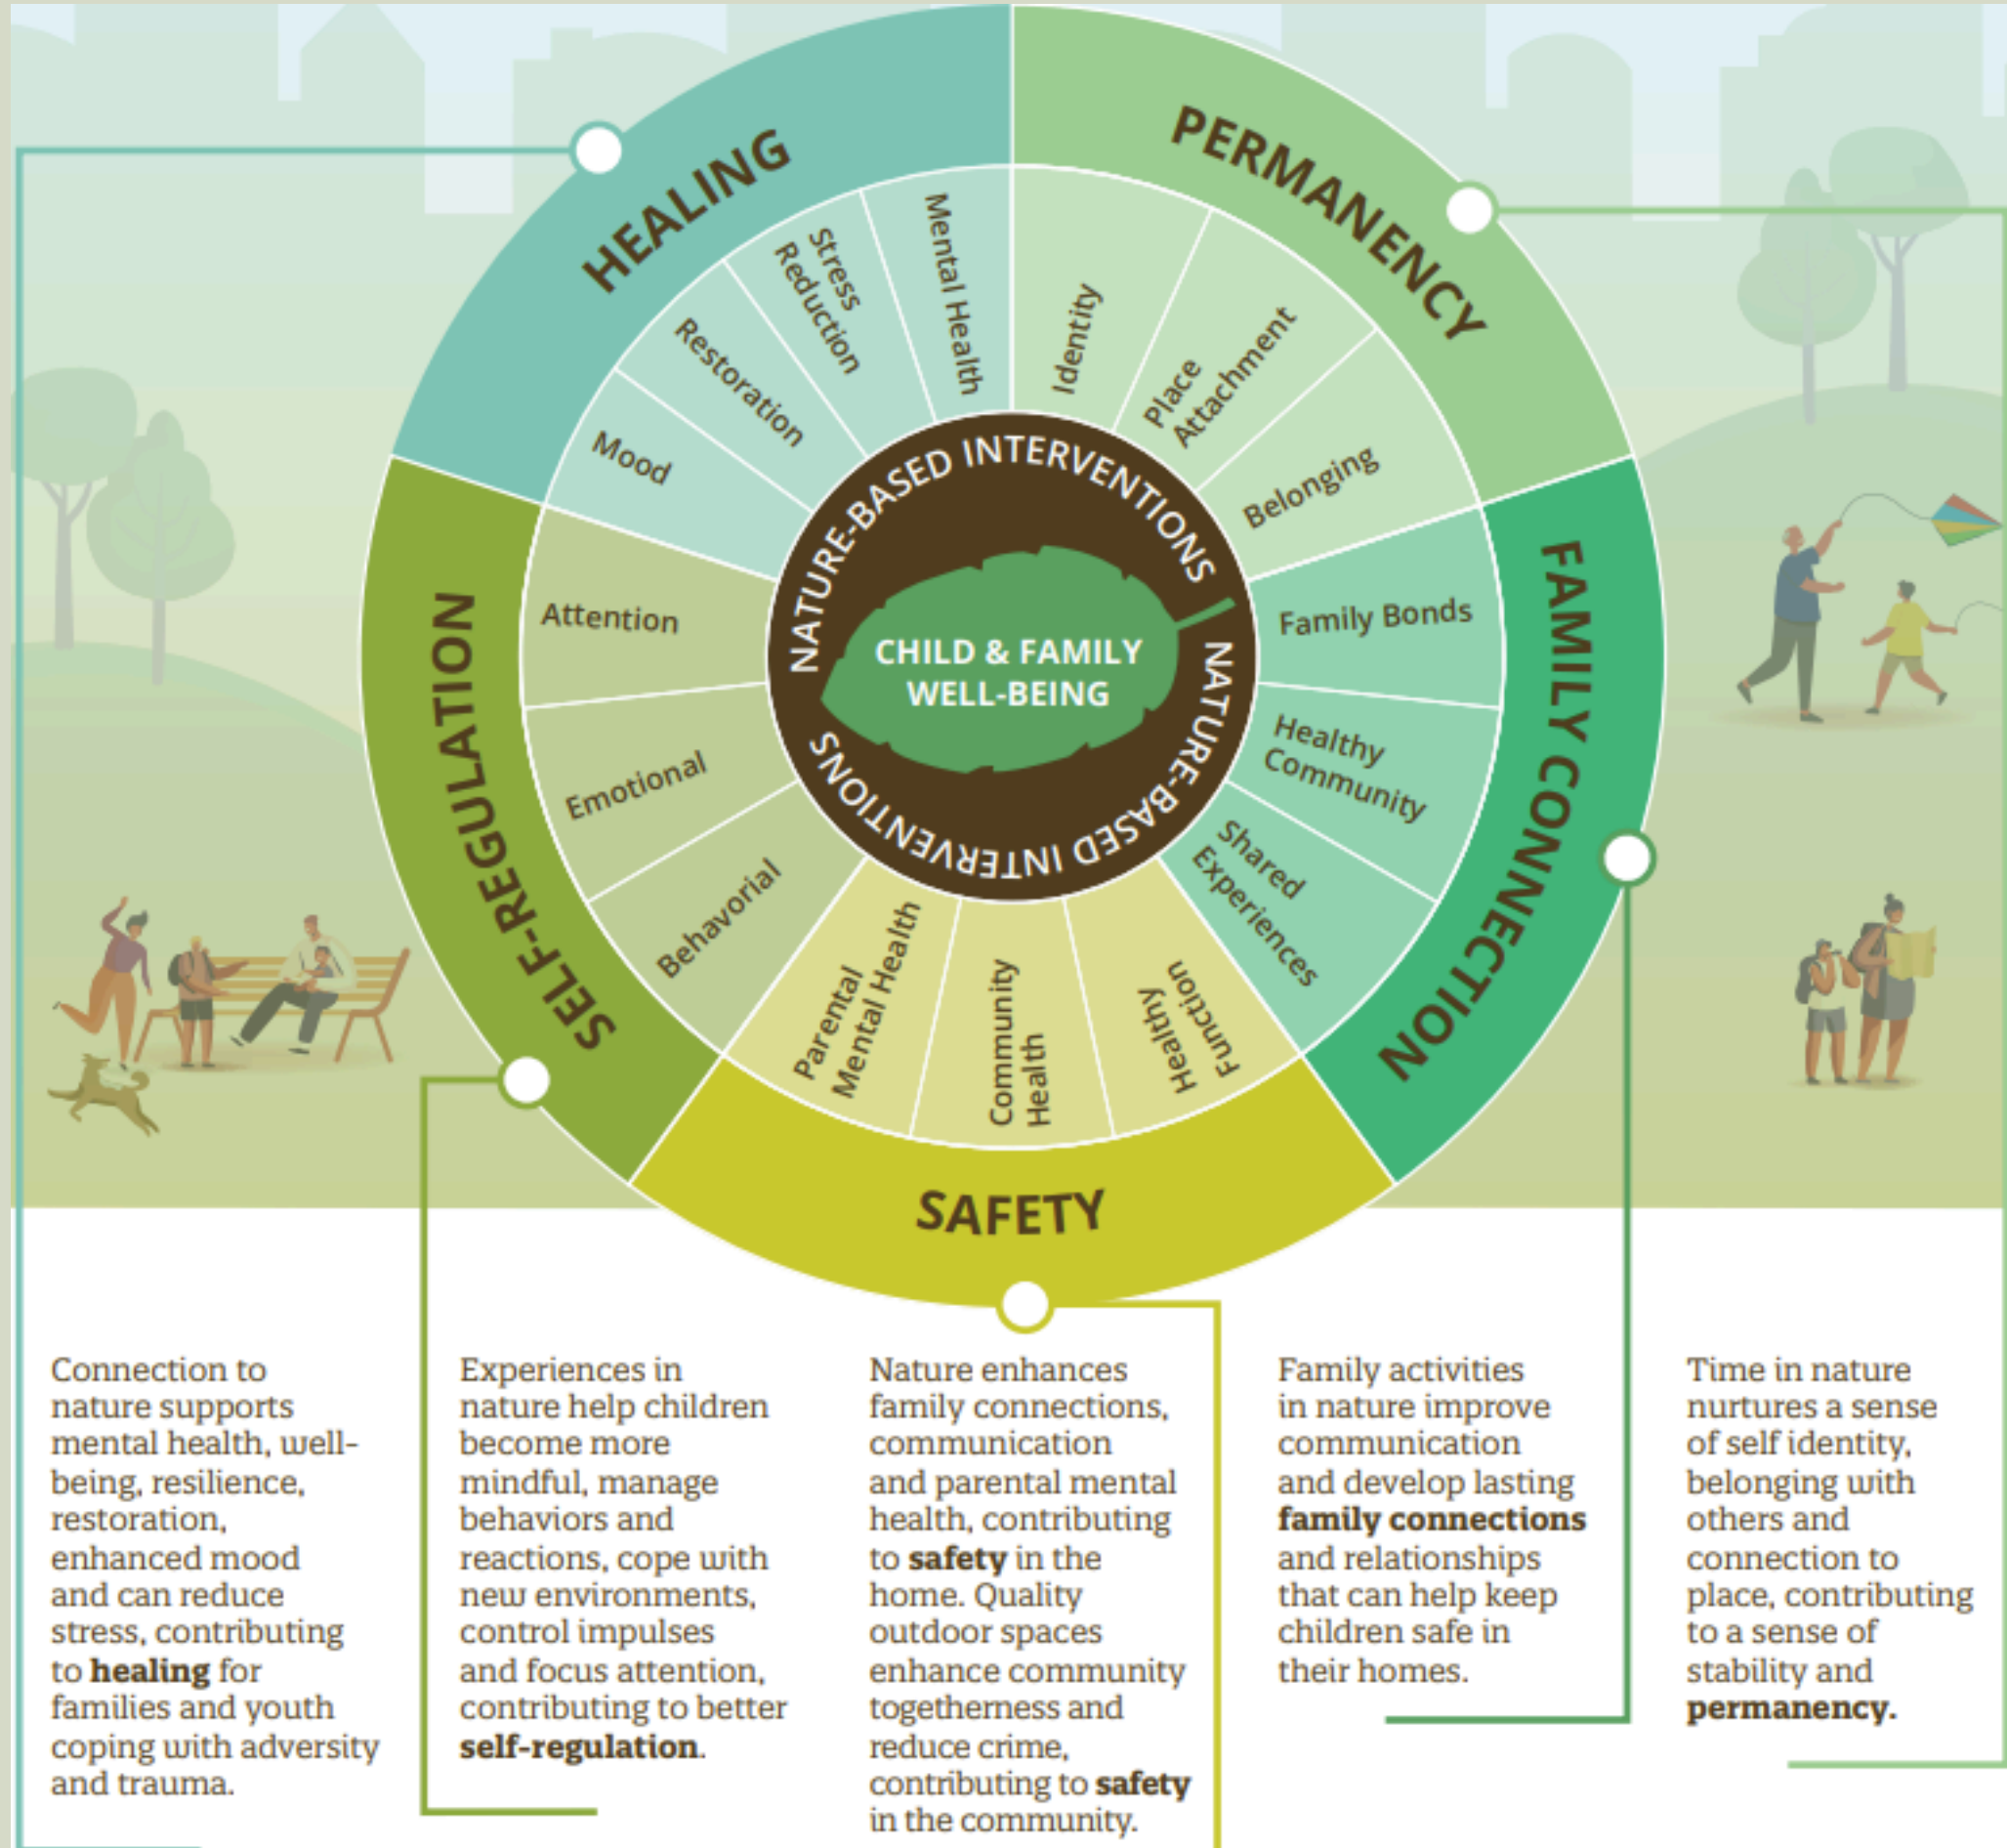 HEALING
Mood
Restoration
Stress
Reduction
Mental Health
PERMANENCY
Identity
Place
Attachment
Belonging
FAMILY CONNECTION
Family Bonds
Healthy
Community
Shared
Experiences
SAFETY
Healthy
Function
Community
Health
Parental
Mental Health
SELF-REGULATION
Behavorial
Emotional
Attention
NATURE-BASED INTERVENTIONS
NATURE-BASED INTERVENTIONS
CHILD & FAMILY
WELL-BEING
Connection to
nature supports
mental health, well-
being, resilience,
restoration,
enhanced mood
and can reduce
stress, contributing
to healing for
families and youth
coping with adversity
and trauma.
Experiences in
nature help children
become more
mindful, manage
behaviors and
reactions, cope with
new environments,
control impulses
and focus attention,
contributing to better
self-regulation.
Nature enhances
family connections,
communication
and parental mental
health, contributing
to safety in the
home. Quality
outdoor spaces
enhance community
togetherness and
reduce crime,
contributing to safety
in the community.
Family activities
in nature improve
communication
and develop lasting
family connections
and relationships
that can help keep
children safe in
their homes.
Time in nature
nurtures a sense
of self identity,
belonging with
others and
connection to
place, contributing
to a sense of
stability and
permanency.